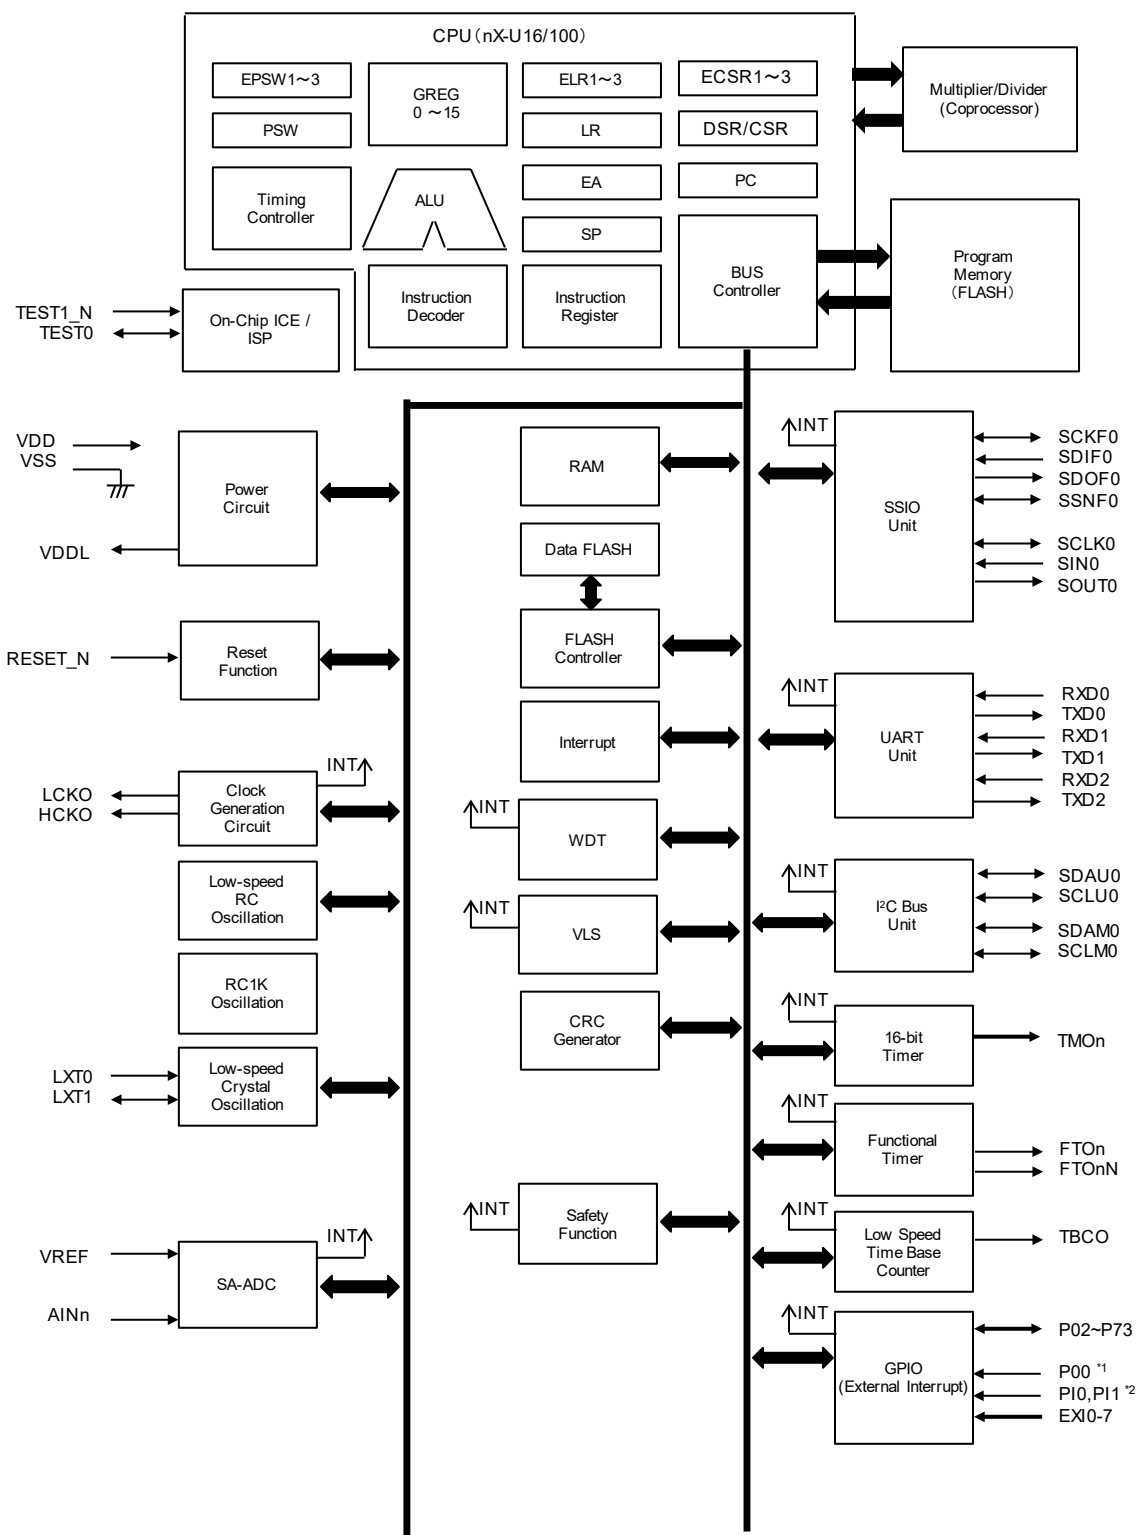 CPU（nX-U16/100）
EPSW1～3
GREG
0 ～15
ELR1～3
ECSR1～3
PSW
LR
DSR/CSR
Timing
Controller
ALU
EA
PC
SP
BUS
Controller
Instruction
Decoder
Instruction
Register
Multiplier/Divider
(Coprocessor)
Program
Memory
（FLASH）
TEST1_N
TEST0
On-Chip ICE /
ISP
VDD
VSS
VDDL
Power
Circuit
RESET_N
Reset
Function
LCKO
HCKO
Clock
Generation
Circuit
INT
Low-speed
RC
Oscillation
RC1K
Oscillation
LXT0
LXT1
Low-speed
Crystal
Oscillation
VREF
AINn
SA-ADC
INT
RAM
Data FLASH
FLASH
Controller
Interrupt
INT
WDT
INT
VLS
CRC
Generator
INT
Safety
Function
INT
SSIO
Unit
SCKF0
SDIF0
SDOF0
SSNF0
SCLK0
SIN0
SOUT0
INT
UART
Unit
RXD0
TXD0
RXD1
TXD1
RXD2
TXD2
INT
I²C Bus
Unit
SDAU0
SCLU0
SDAM0
SCLM0
INT
16-bit
Timer
TMOn
INT
Functional
Timer
FTOn
FTOnN
INT
Low Speed
Time Base
Counter
TBCO
INT
GPIO
(External Interrupt)
P02~P73
P00 *1
PI0,PI1 *2
EXI0-7